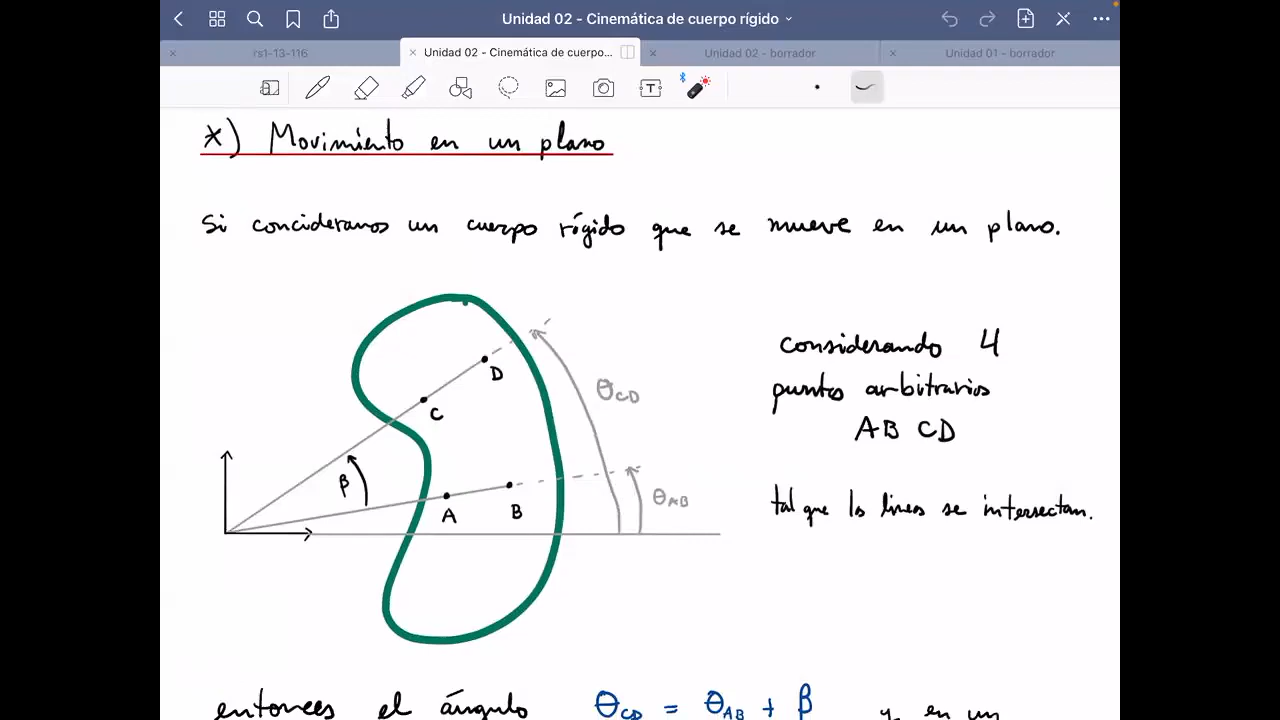 Unidad 02 - Cinemática de cuerpo rígido
rs1-13-116
Unidad 02 - Cinemática de cuerpo...
Unidad 02 - borrador
Unidad 01 - borrador
*) Movimiento en un plano
Si concideramos un cuerpo rígido que se mueve en un plano.
D
C
β
A
B
θCD
θAB
considerando 4
puntos arbitrarios
AB CD
tal que las lineas se intersectan.
entonces el ángulo θCD = θAB + β y en un